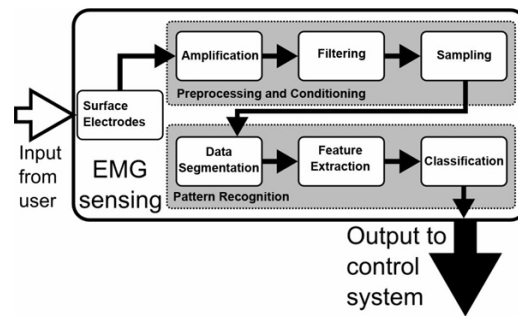 Amplification
Filtering
Sampling
Preprocessing and Conditioning
Surface
Electrodes
Input
from
user
EMG
sensing
Data
Segmentation
Feature
Extraction
Classification
Pattern Recognition
Output to
control
system